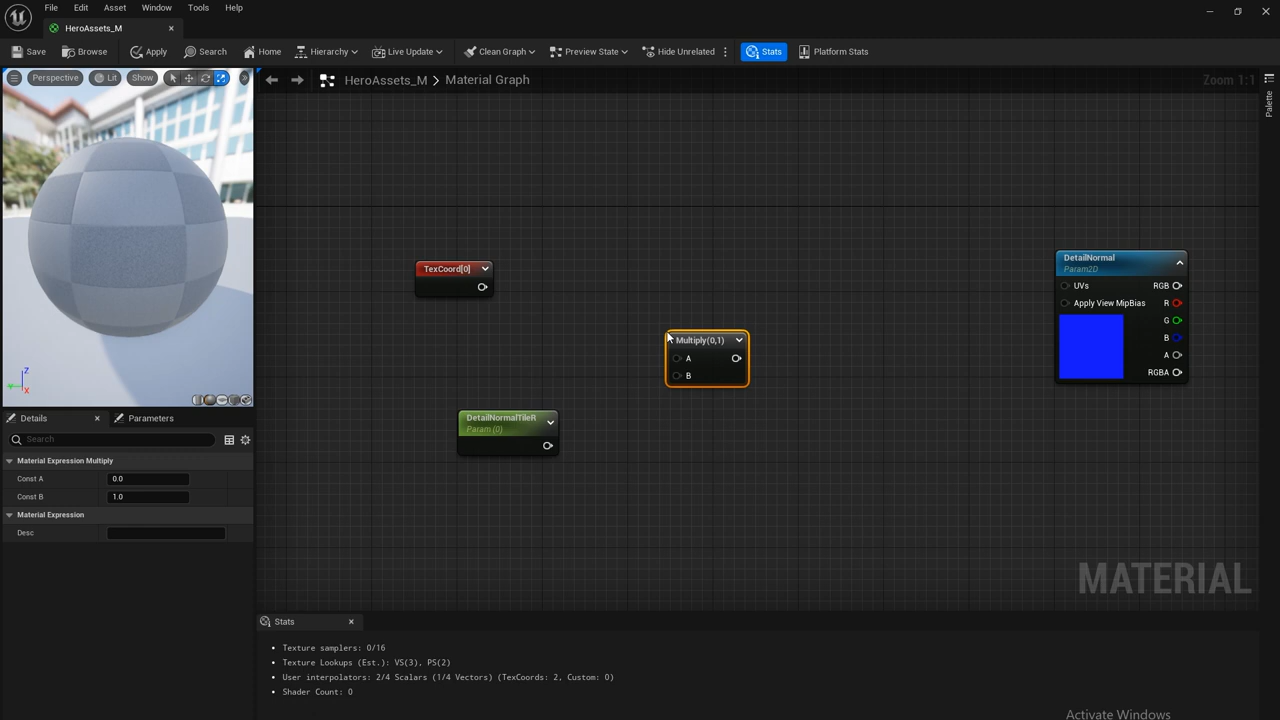 File Edit Asset Window Tools Help
HeroAssets_M
Save Browse Apply Search Home Hierarchy Live Update Clean Graph Preview State Hide Unrelated Stats Platform Stats
Perspective Lit Show
HeroAssets_M > Material Graph
Zoom 1:1
Palette
TexCoord[0]
DetailNormal
Param2D
UVs RGB
Apply View MipBias R
G
B
A
RGBA
Multiply(0,1)
A
B
DetailNormalTileR
Param (0)
Z
Y
X
Details Parameters
Search
Material Expression Multiply
Const A 0.0
Const B 1.0
Material Expression
Desc
MATERIAL
Stats
Texture samplers: 0/16
Texture Lookups (Est.): VS(3), PS(2)
User interpolators: 2/4 Scalars (1/4 Vectors) (TexCoords: 2, Custom: 0)
Shader Count: 0
Activate Windows